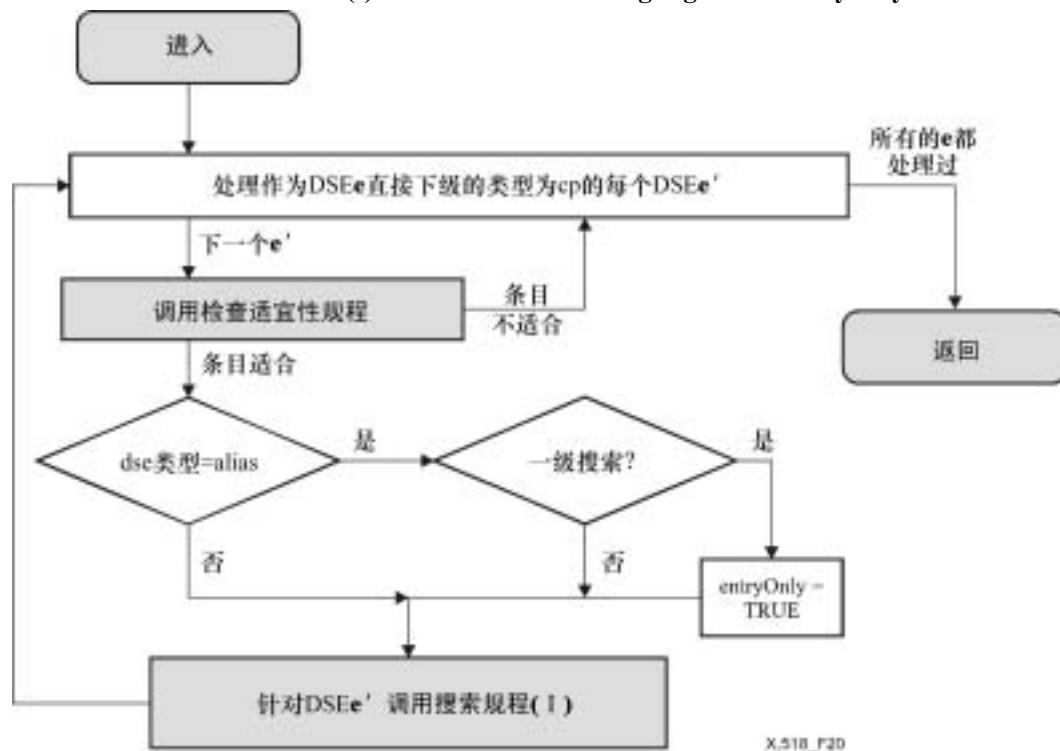 进入
所有的e都
处理过
处理作为DSEe直接下级的类型为cp的每个DSEe′
下一个e′
调用检查适宜性规程
条目
不适合
返回
条目适合
dse类型=alias
是
一级搜索?
是
否
否
entryOnly =
TRUE
针对DSEe′ 调用搜索规程(I)
X.518_F20